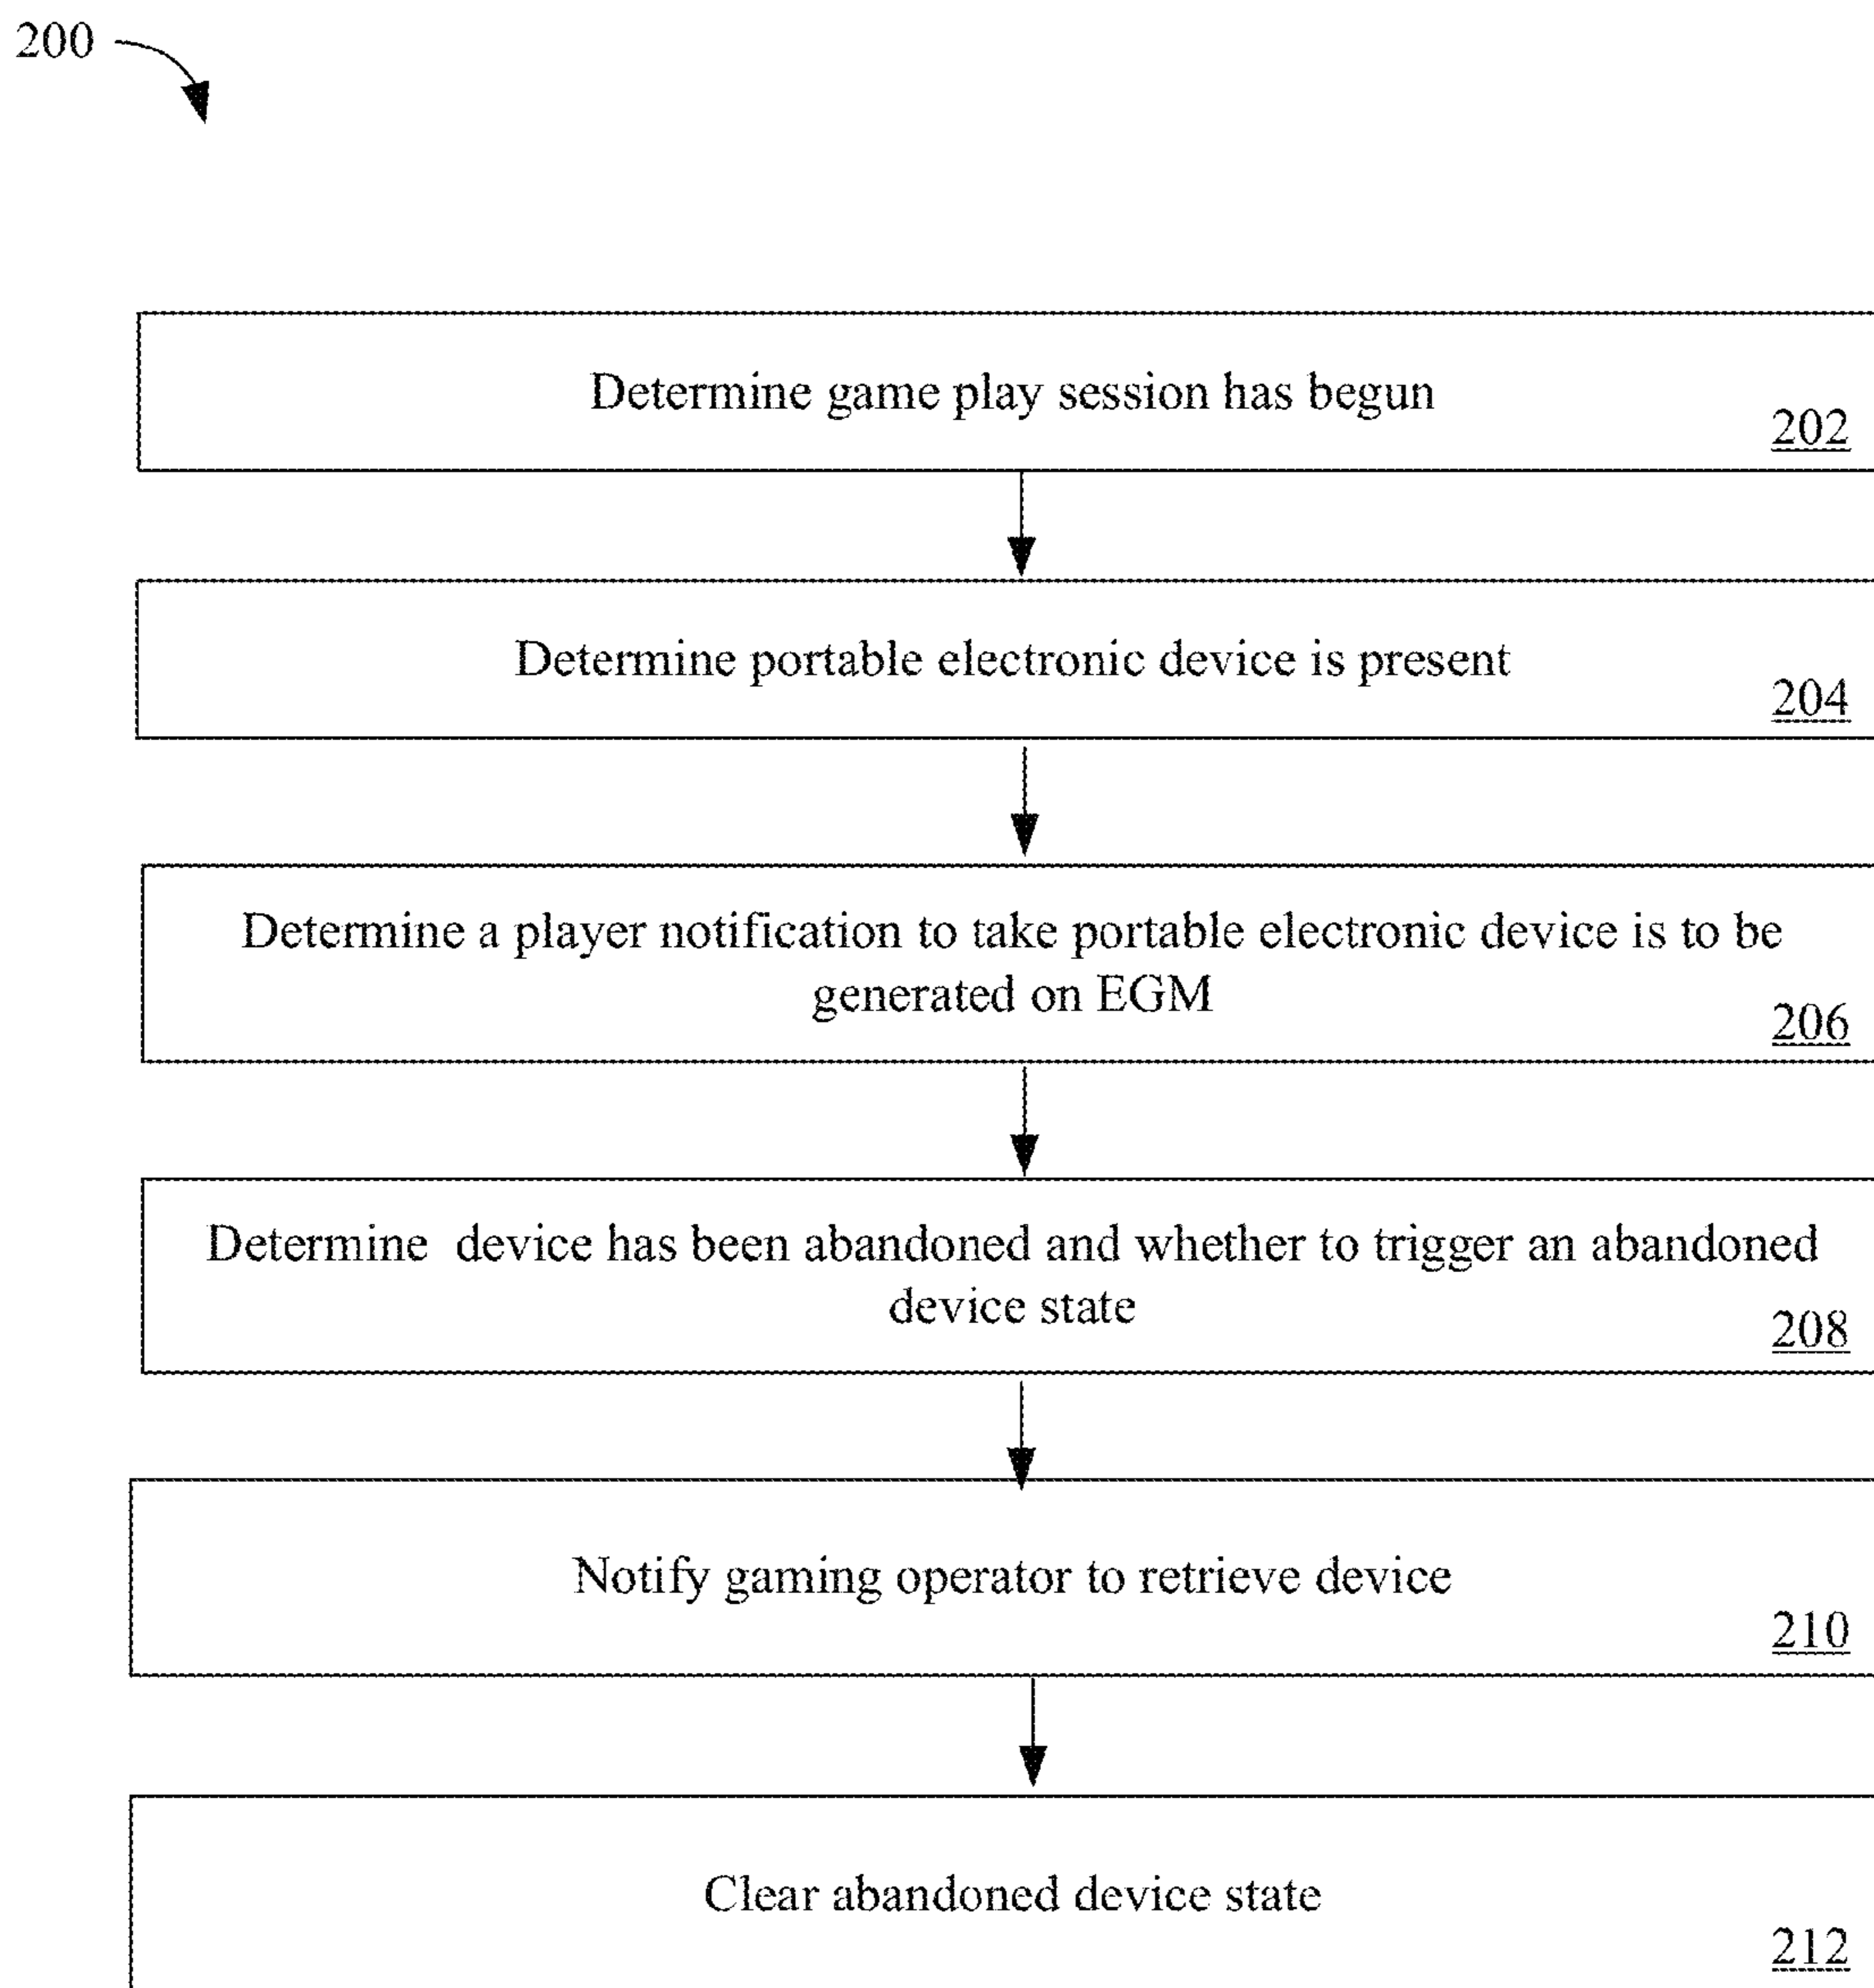 200
Determine game play session has begun
202
Determine portable electronic device is present
204
Determine a player notification to take portable electronic device is to be
generated on EGM
206
Determine device has been abandoned and whether to trigger an abandoned
device state
208
Notify gaming operator to retrieve device
210
Clear abandoned device state
212